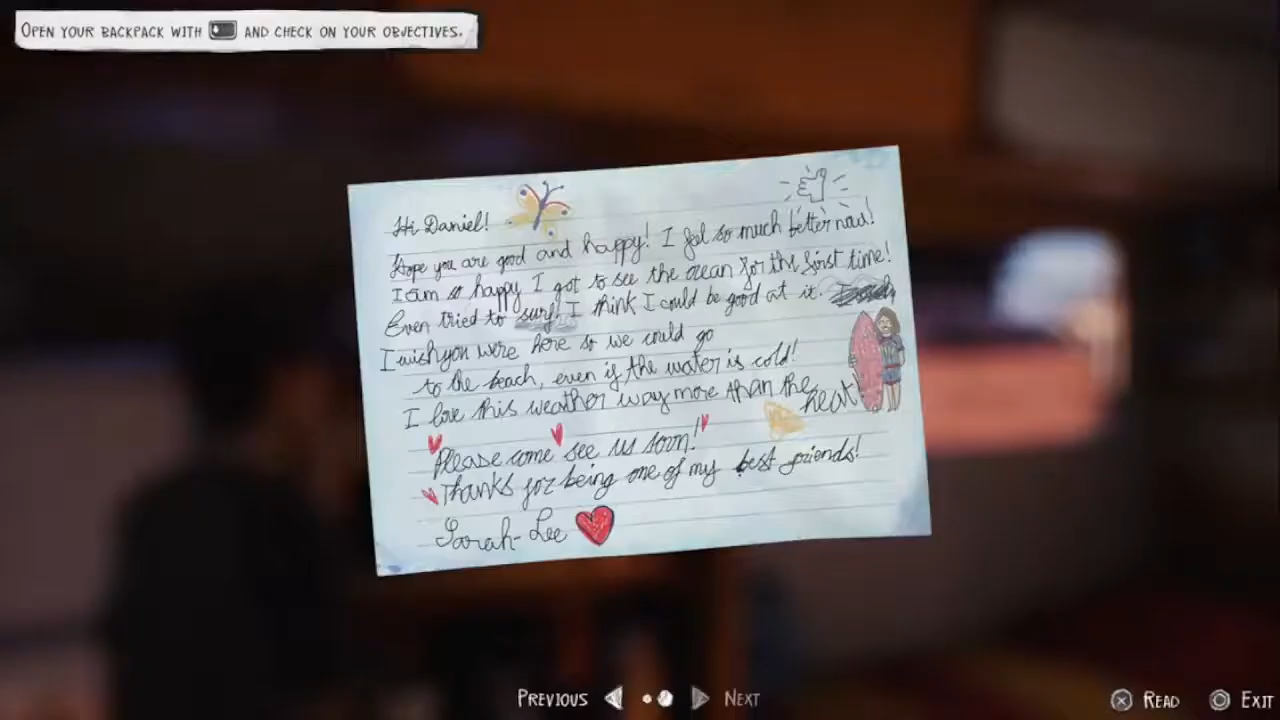 OPEN YOUR BACKPACK WITH AND CHECK ON YOUR OBJECTIVES.
Hi Daniel!
Hope you are good and happy! I feel so much better now!
I am so happy I got to see the ocean for the first time!
Even tried to surf! I think I could be good at it.
I wish you were here so we could go
to the beach, even if the water is cold!
I love this weather way more than the heat!
Please come see us soon!
Thanks for being one of my best friends!
Sarah-Lee
PREVIOUS NEXT
READ EXIT